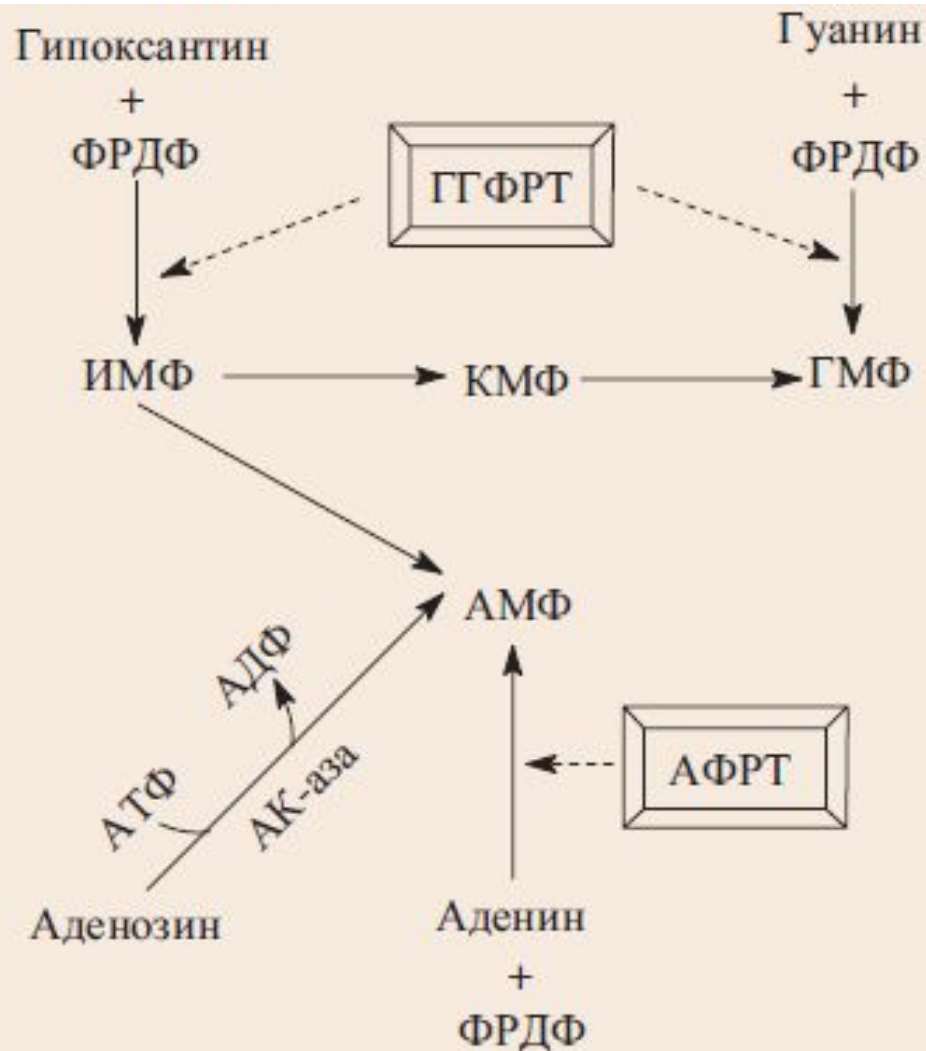 Гипоксантин
+
ФРДФ
Гуанин
+
ФРДФ
ГГФРТ
ИМФ
КМФ
ГМФ
АМФ
АДФ
АТФ
АК-аза
АФРТ
Аденозин
Аденин
+
ФРДФ